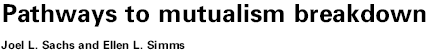 Pathways to mutualism breakdown
Joel L. Sachs and Ellen L. Simms